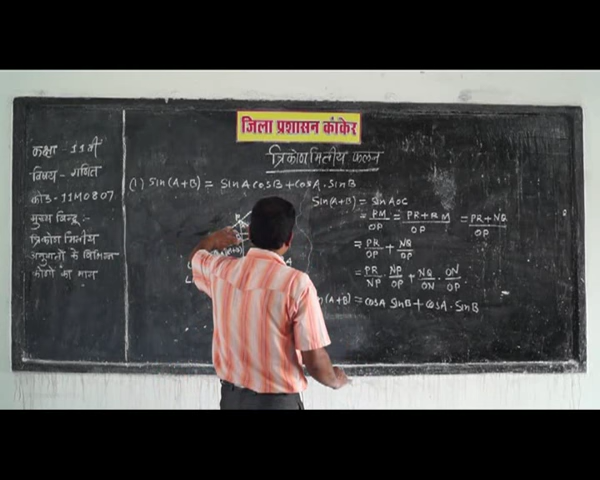 जिला प्रशासन कांकेर
कक्षा - 11वीं
विषय - गणित
कोड - 11M0807
मुख्य बिन्दु :-
त्रिकोणमितीय
अनुपातों के विभिन्न
कोणों का मान
त्रिकोणमितीय फलन
(1) Sin(A+B) = SinA cosB + cosA . SinB
Sin(A+B) = Sin AOC
= PM/OP = PR+RM/OP = PR+NQ/OP
= PR/OP + NQ/OP
= PR/NP . NP/OP + NQ/ON . ON/OP
(A+B) = cosA SinB + cosA . SinB